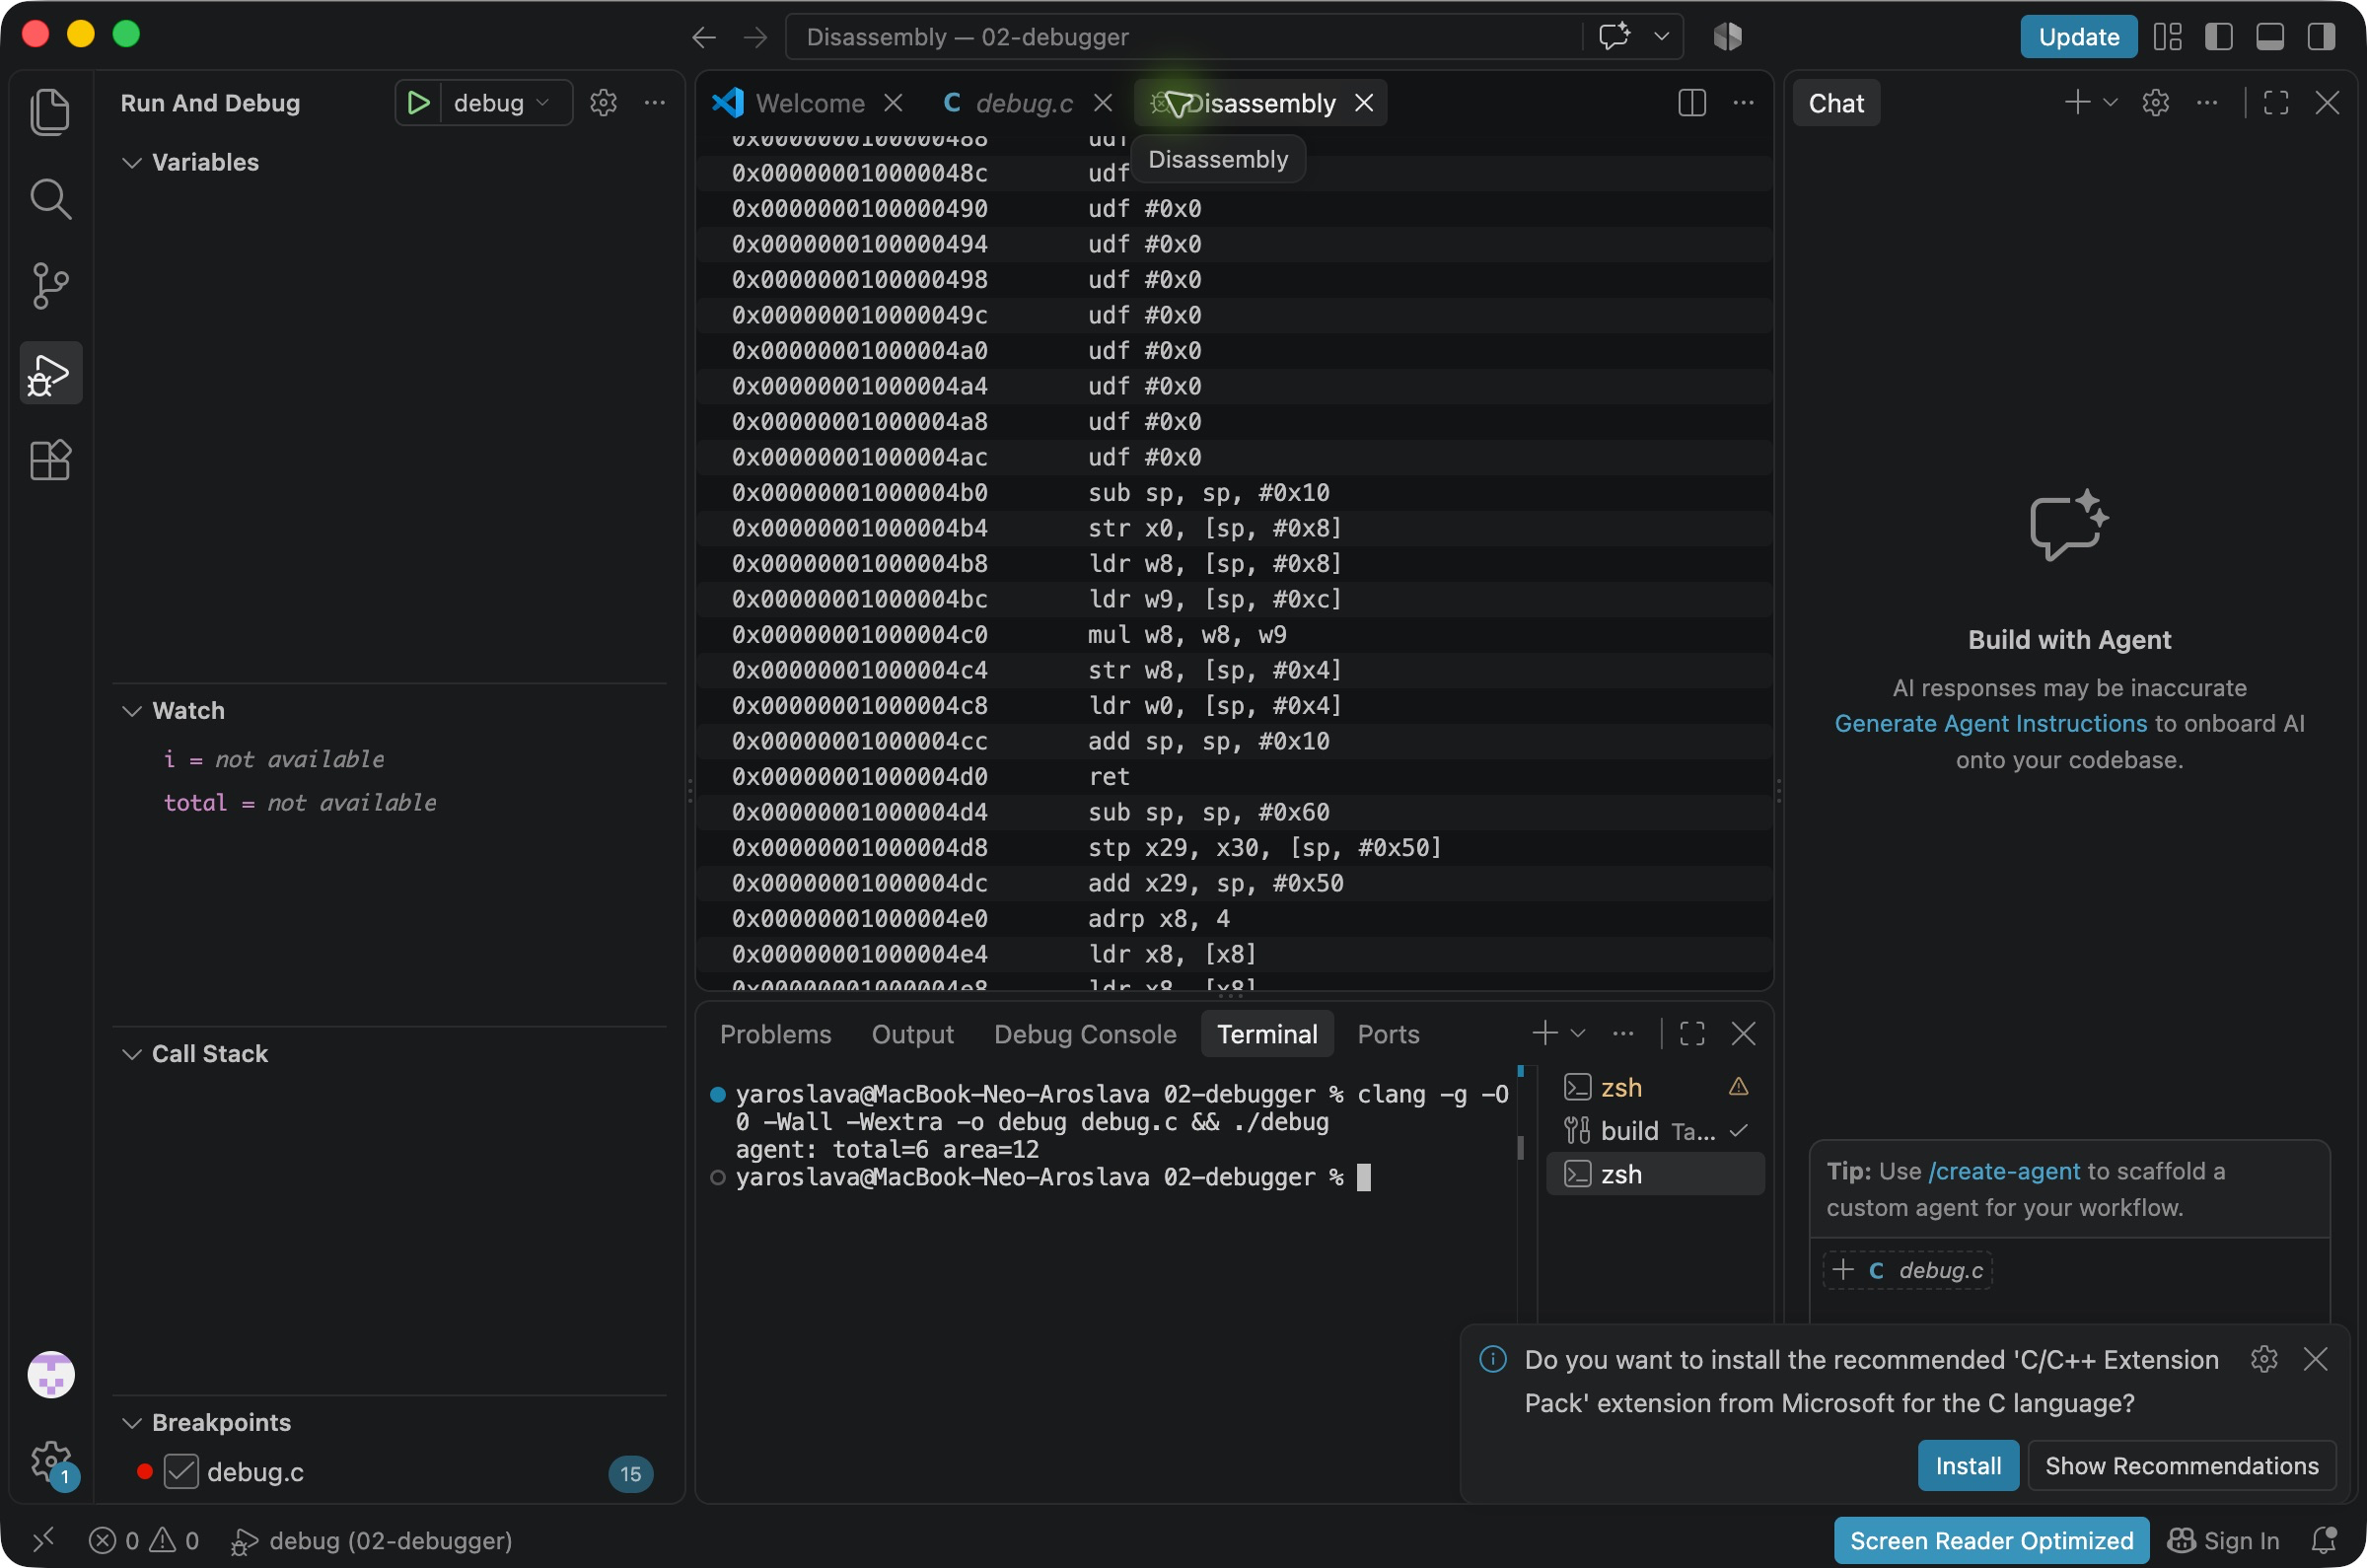 Disassembly — 02-debugger
Update
Run And Debug
debug
Variables
Watch
i = not available
total = not available
Call Stack
Breakpoints
debug.c
15
1
Welcome
debug.c
Disassembly
Disassembly
0x0000000100000488 udf
0x000000010000048c udf
0x0000000100000490 udf #0x0
0x0000000100000494 udf #0x0
0x0000000100000498 udf #0x0
0x000000010000049c udf #0x0
0x00000001000004a0 udf #0x0
0x00000001000004a4 udf #0x0
0x00000001000004a8 udf #0x0
0x00000001000004ac udf #0x0
0x00000001000004b0 sub sp, sp, #0x10
0x00000001000004b4 str x0, [sp, #0x8]
0x00000001000004b8 ldr w8, [sp, #0x8]
0x00000001000004bc ldr w9, [sp, #0xc]
0x00000001000004c0 mul w8, w8, w9
0x00000001000004c4 str w8, [sp, #0x4]
0x00000001000004c8 ldr w0, [sp, #0x4]
0x00000001000004cc add sp, sp, #0x10
0x00000001000004d0 ret
0x00000001000004d4 sub sp, sp, #0x60
0x00000001000004d8 stp x29, x30, [sp, #0x50]
0x00000001000004dc add x29, sp, #0x50
0x00000001000004e0 adrp x8, 4
0x00000001000004e4 ldr x8, [x8]
0x00000001000004e8 ldr x8, [x8]
Problems
Output
Debug Console
Terminal
Ports
yaroslava@MacBook-Neo-Aroslava 02-debugger % clang -g -O
0 -Wall -Wextra -o debug debug.c && ./debug
agent: total=6 area=12
yaroslava@MacBook-Neo-Aroslava 02-debugger %
zsh
build Ta...
zsh
Chat
Build with Agent
AI responses may be inaccurate
Generate Agent Instructions to onboard AI
onto your codebase.
Tip: Use /create-agent to scaffold a
custom agent for your workflow.
debug.c
Do you want to install the recommended 'C/C++ Extension
Pack' extension from Microsoft for the C language?
Install
Show Recommendations
0
0
debug (02-debugger)
Screen Reader Optimized
Sign In